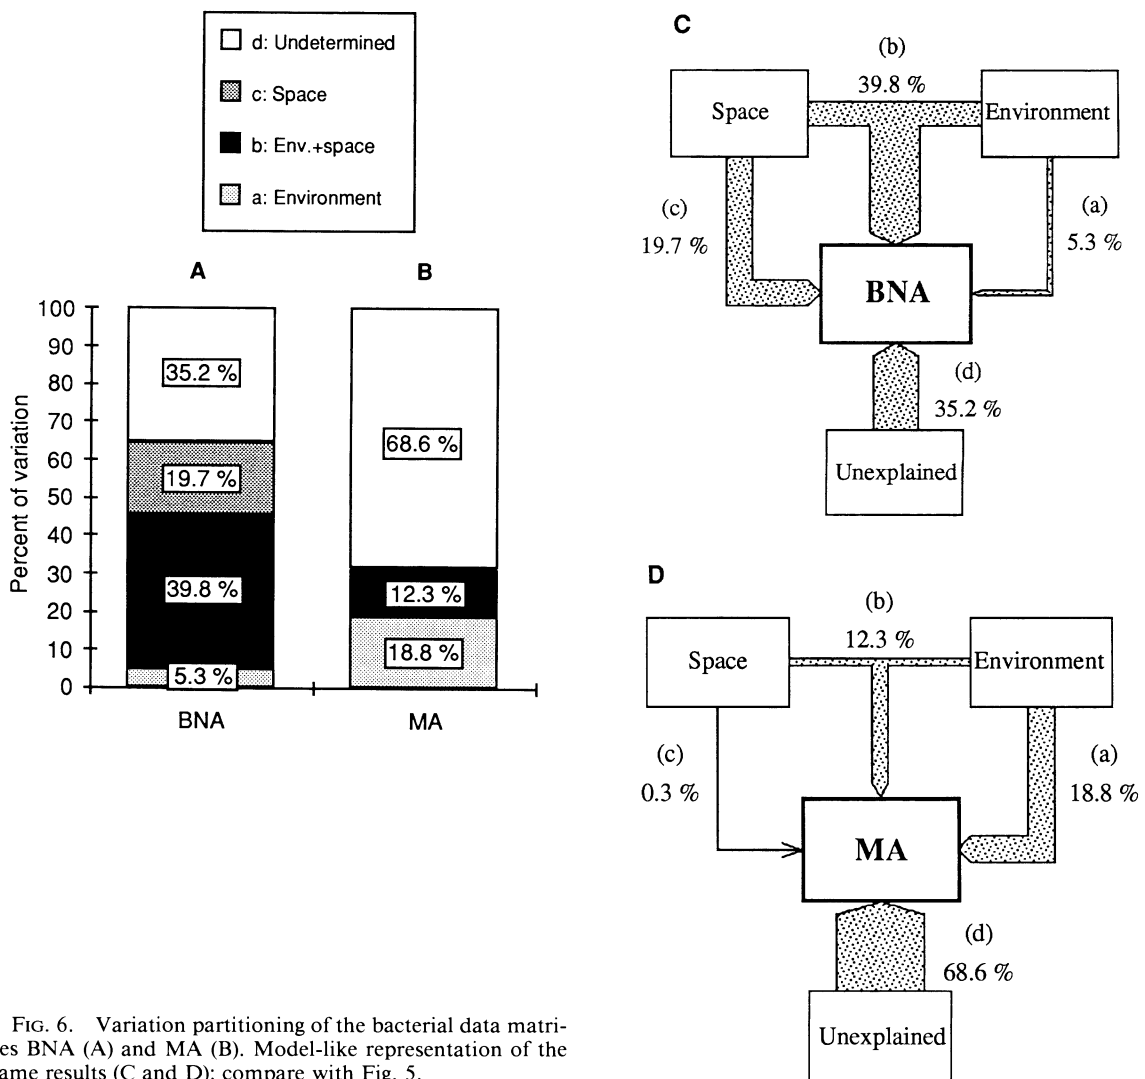 d: Undetermined
c: Space
b: Env.+space
a: Environment
A
B
Percent of variation
100
90
80
70
60
50
40
30
20
10
0
35.2 %
19.7 %
39.8 %
5.3 %
68.6 %
12.3 %
18.8 %
BNA
MA
C
(b)
39.8 %
Space
Environment
(c)
19.7 %
(a)
5.3 %
BNA
(d)
35.2 %
Unexplained
D
(b)
12.3 %
Space
Environment
(c)
0.3 %
(a)
18.8 %
MA
(d)
68.6 %
Unexplained
FIG. 6. Variation partitioning of the bacterial data matri-
es BNA (A) and MA (B). Model-like representation of the
ame results (C and D); compare with Fig. 5.